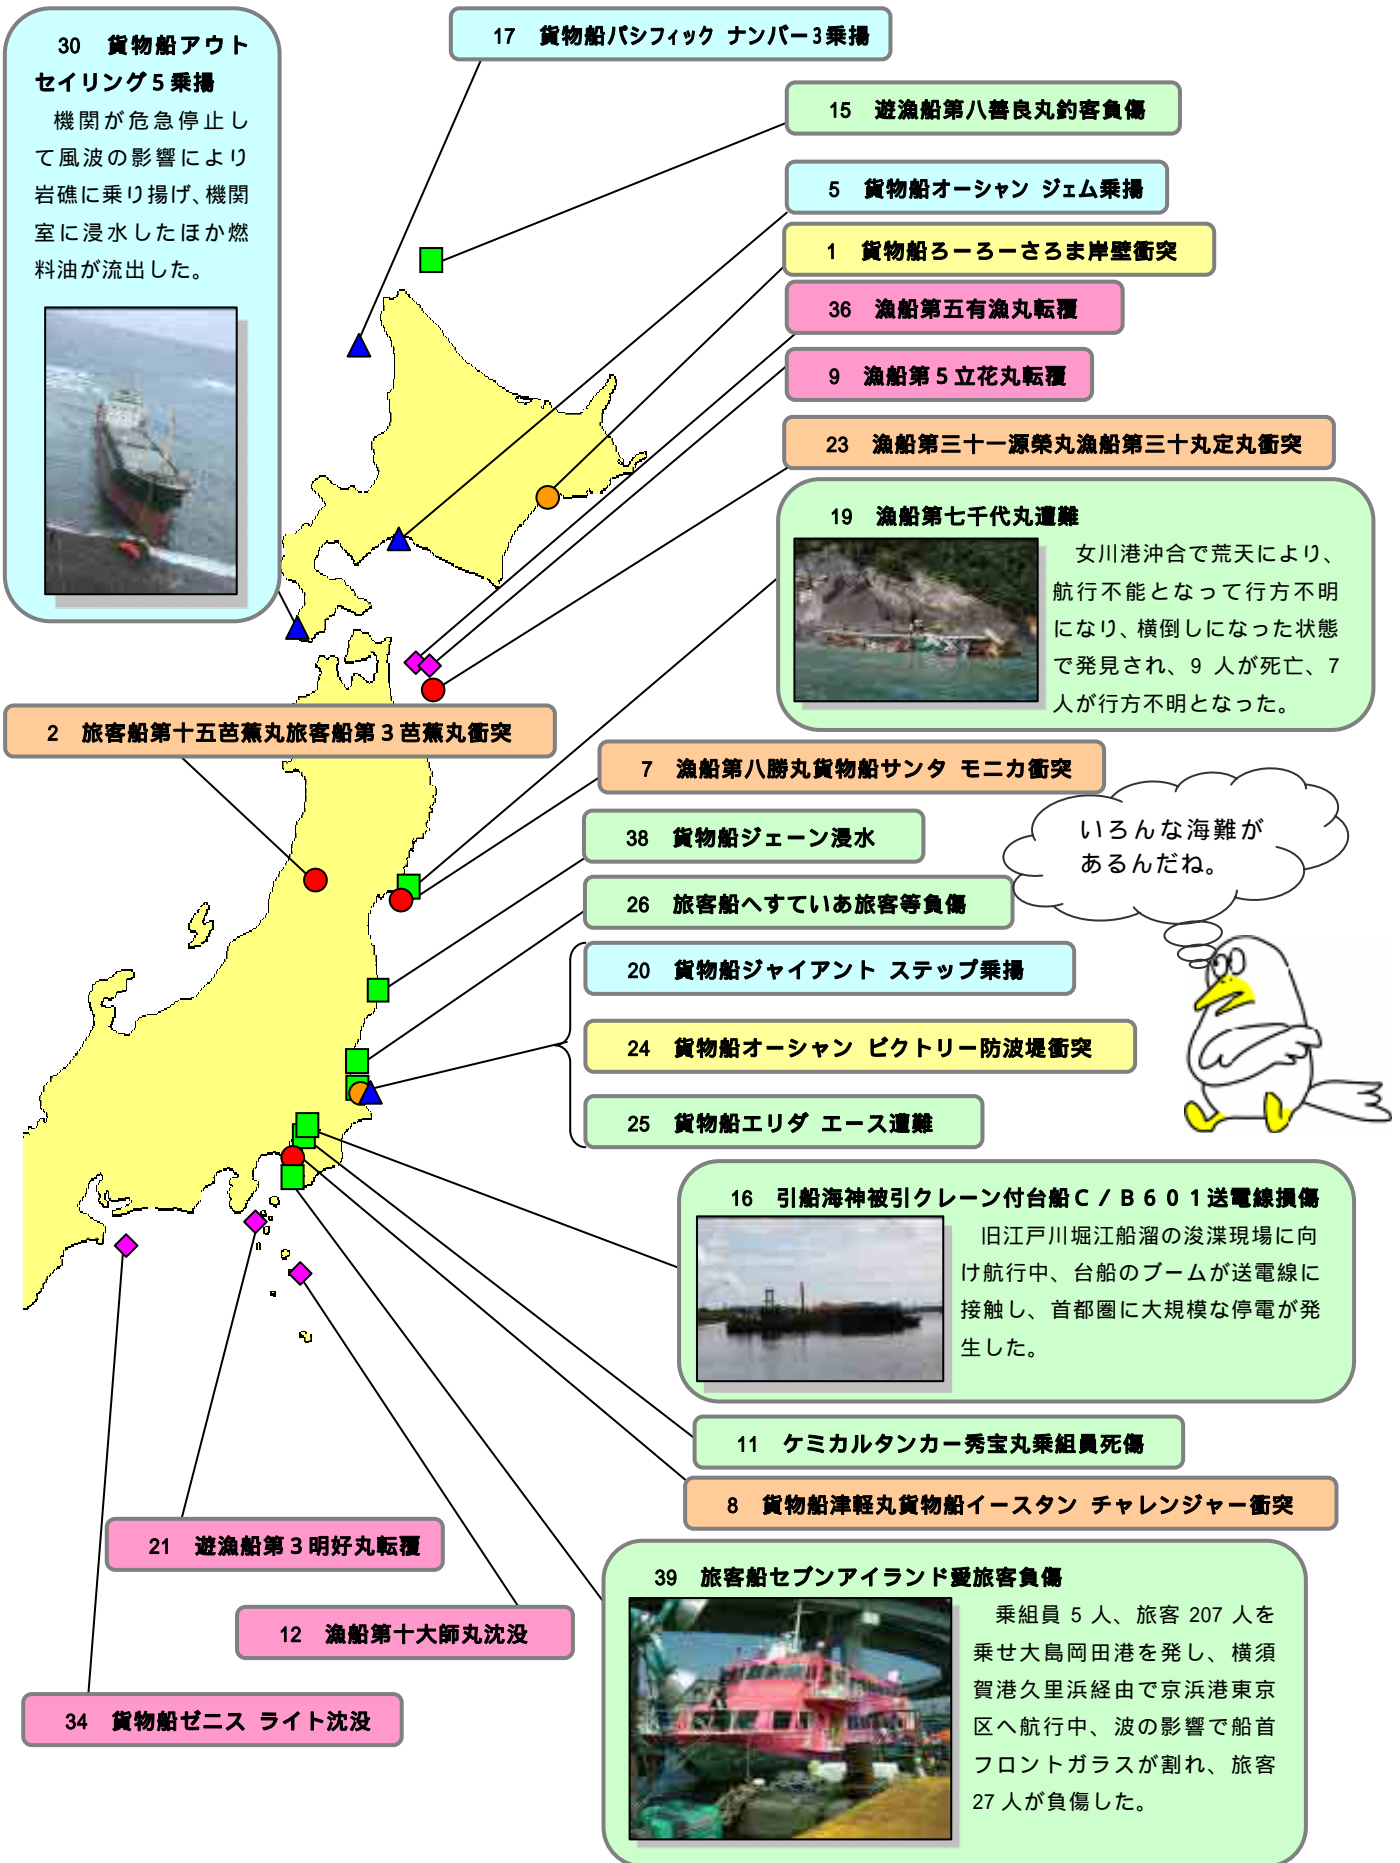 30 貨物船アウト
セイリング5乗揚
機関が危急停止し
て風波の影響により
岩礁に乗り揚げ、機関
室に浸水したほか燃
料油が流出した。
17 貨物船パシフィック ナンバー3乗揚
15 遊漁船第八善良丸釣客負傷
5 貨物船オーシャン ジェム乗揚
1 貨物船ろーろーさろま岸壁衝突
36 漁船第五有漁丸転覆
9 漁船第5立花丸転覆
23 漁船第三十一源榮丸漁船第三十丸定丸衝突
19 漁船第七千代丸遭難
女川港沖合で荒天により、
航行不能となって行方不明
になり、横倒しになった状態
で発見され、9 人が死亡、7
人が行方不明となった。
2 旅客船第十五芭蕉丸旅客船第3芭蕉丸衝突
7 漁船第八勝丸貨物船サンタ モニカ衝突
いろんな海難が
あるんだね。
38 貨物船ジェーン浸水
26 旅客船へすていあ旅客等負傷
20 貨物船ジャイアント ステップ乗揚
24 貨物船オーシャン ビクトリー防波堤衝突
25 貨物船エリダ エース遭難
16 引船海神被引クレーン付台船C/B601送電線損傷
旧江戸川堀江船溜の浚渫現場に向
け航行中、台船のブームが送電線に
接触し、首都圏に大規模な停電が発
生した。
11 ケミカルタンカー秀宝丸乗組員死傷
8 貨物船津軽丸貨物船イースタン チャレンジャー衝突
21 遊漁船第3明好丸転覆
12 漁船第十大師丸沈没
34 貨物船ゼニス ライト沈没
39 旅客船セブンアイランド愛旅客負傷
乗組員 5 人、旅客 207 人を
乗せ大島岡田港を発し、横須
賀港久里浜経由で京浜港東京
区へ航行中、波の影響で船首
フロントガラスが割れ、旅客
27 人が負傷した。